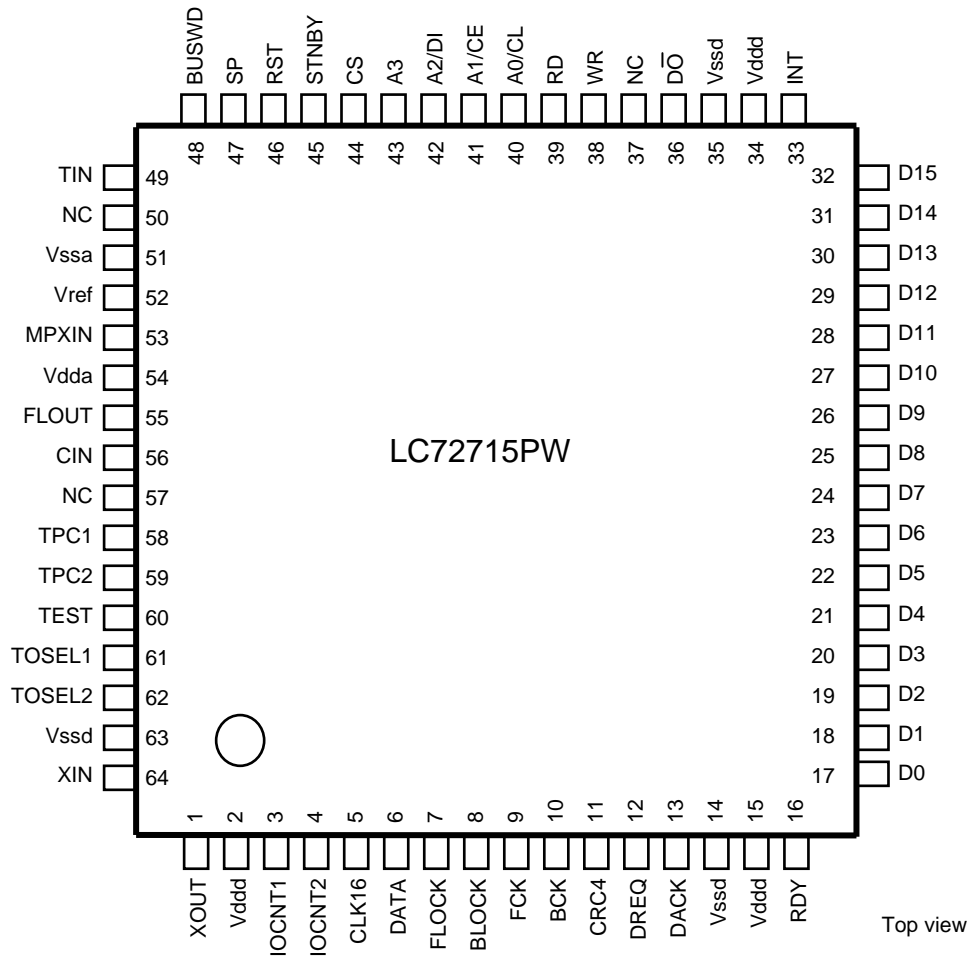 BUSWD SP RST STNBY CS A3 A2/DI A1/CE A0/CL RD WR NC D̅O̅ Vssd Vddd INT
48 47 46 45 44 43 42 41 40 39 38 37 36 35 34 33
TIN 49 32 D15
NC 50 31 D14
Vssa 51 30 D13
Vref 52 29 D12
MPXIN 53 28 D11
Vdda 54 27 D10
FLOUT 55 26 D9
CIN 56 25 D8
LC72715PW
NC 57 24 D7
TPC1 58 23 D6
TPC2 59 22 D5
TEST 60 21 D4
TOSEL1 61 20 D3
TOSEL2 62 19 D2
Vssd 63 18 D1
XIN 64 17 D0
1 2 3 4 5 6 7 8 9 10 11 12 13 14 15 16
XOUT Vddd IOCNT1 IOCNT2 CLK16 DATA FLOCK BLOCK FCK BCK CRC4 DREQ DACK Vssd Vddd RDY
Top view